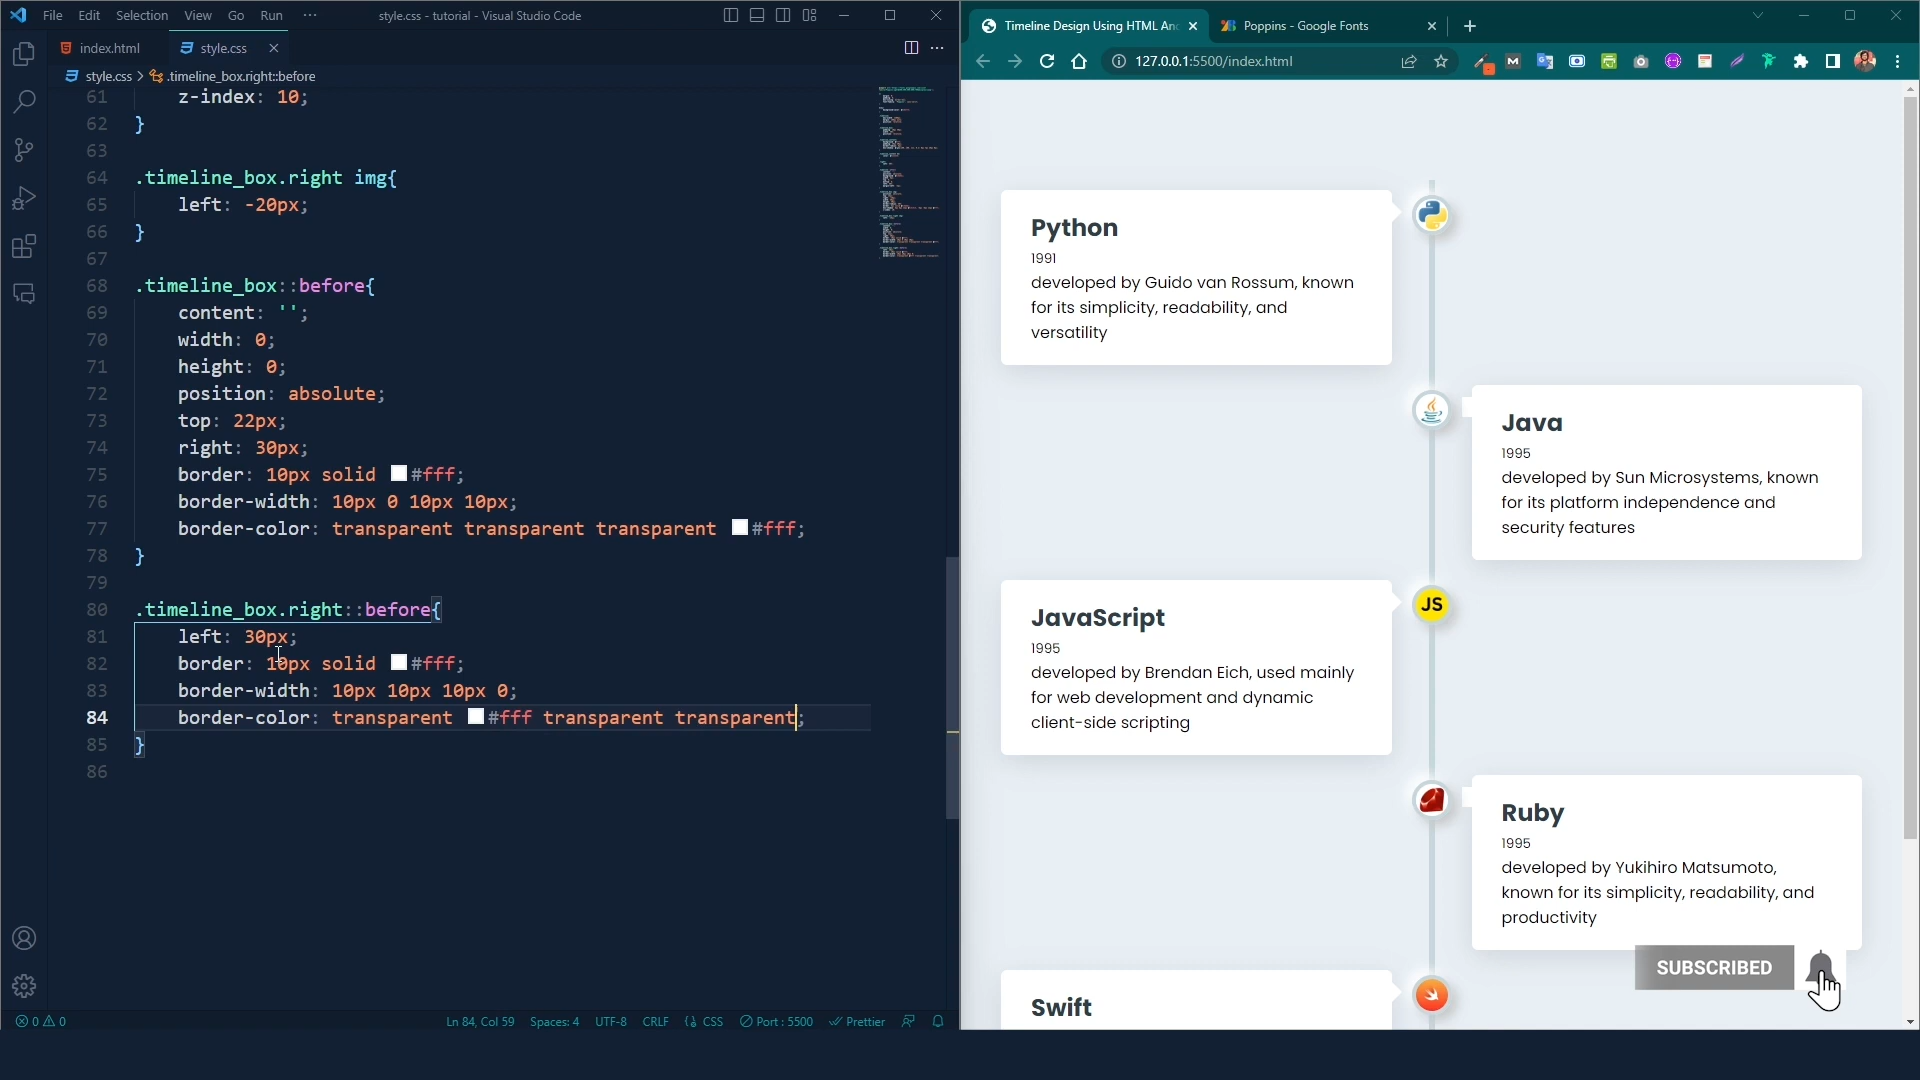 File Edit Selection View Go Run ··· style.css - tutorial - Visual Studio Code
index.html style.css
style.css > .timeline_box.right::before
61 z-index: 10;
62 }
63
64 .timeline_box.right img{
65 left: -20px;
66 }
67
68 .timeline_box::before{
69 content: '';
70 width: 0;
71 height: 0;
72 position: absolute;
73 top: 22px;
74 right: 30px;
75 border: 10px solid #fff;
76 border-width: 10px 0 10px 10px;
77 border-color: transparent transparent transparent #fff;
78 }
79
80 .timeline_box.right::before{
81 left: 30px;
82 border: 10px solid #fff;
83 border-width: 10px 10px 10px 0;
84 border-color: transparent #fff transparent transparent;
85 }
86
0 0 Ln 84, Col 59 Spaces: 4 UTF-8 CRLF {} CSS Port : 5500 Prettier
Timeline Design Using HTML An Poppins - Google Fonts
127.0.0.1:5500/index.html
Python
1991
developed by Guido van Rossum, known
for its simplicity, readability, and
versatility
Java
1995
developed by Sun Microsystems, known
for its platform independence and
security features
JavaScript
1995
developed by Brendan Eich, used mainly
for web development and dynamic
client-side scripting
JS
Ruby
1995
developed by Yukihiro Matsumoto,
known for its simplicity, readability, and
productivity
SUBSCRIBED
Swift